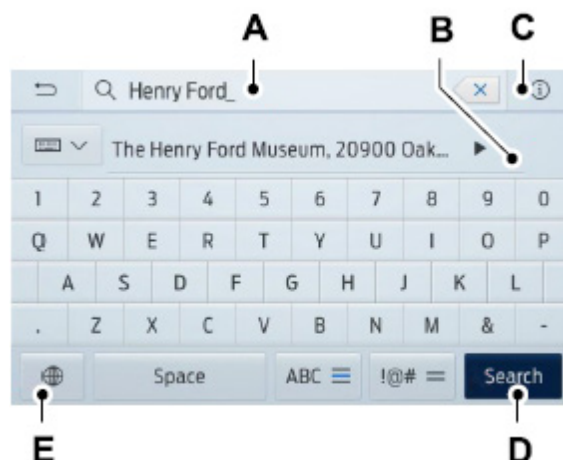 A
B
C
Henry Ford_
The Henry Ford Museum, 20900 Oak...
1 2 3 4 5 6 7 8 9 0
Q W E R T Y U I O P
A S D F G H J K L
. Z X C V B N M & -
Space ABC !@# = Search
E
D